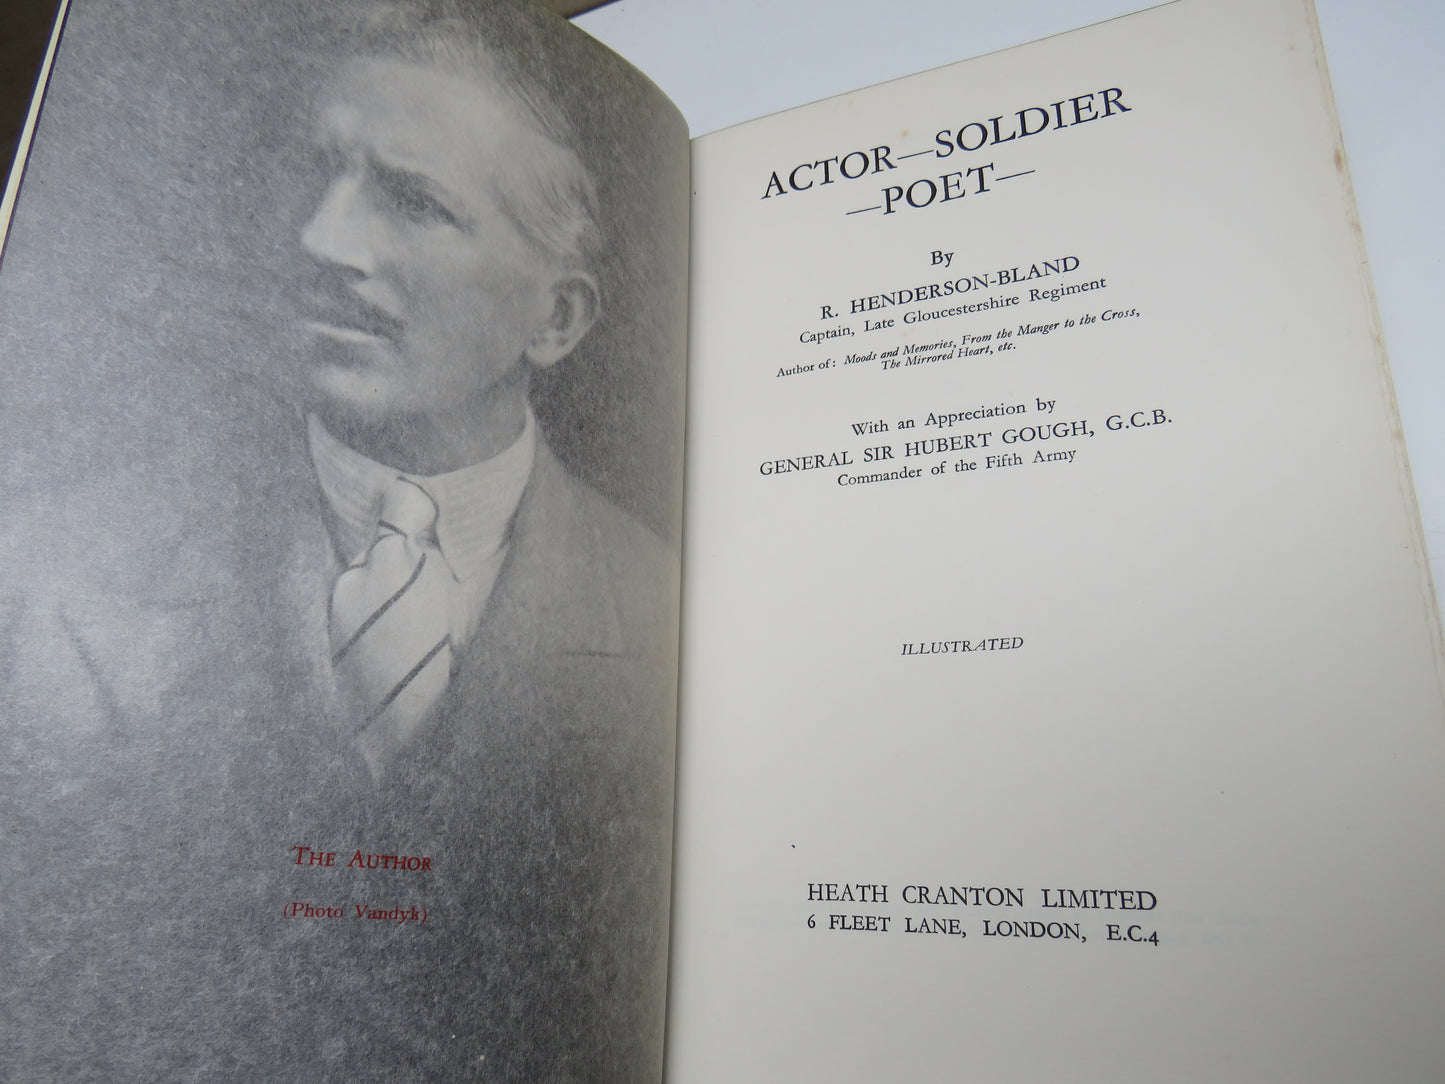 THE AUTHOR
(Photo Vandyk)
ACTOR—SOLDIER
—POET—
By
R. HENDERSON-BLAND
Captain, Late Gloucestershire Regiment
Author of: Moods and Memories, From the Manger to the Cross,
The Mirrored Heart, etc.
With an Appreciation by
GENERAL SIR HUBERT GOUGH, G.C.B.
Commander of the Fifth Army
ILLUSTRATED
HEATH CRANTON LIMITED
6 FLEET LANE, LONDON, E.C.4